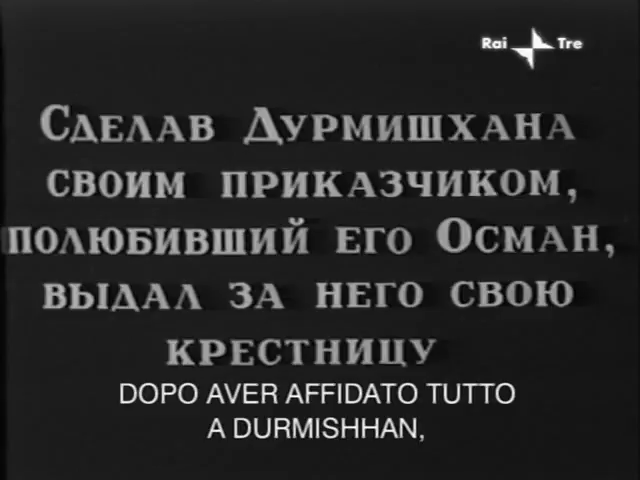 Rai Tre
Сделав Дурмишхана
своим приказчиком,
полюбивший его Осман,
выдал за него свою
крестницу
DOPO AVER AFFIDATO TUTTO
A DURMISHHAN,